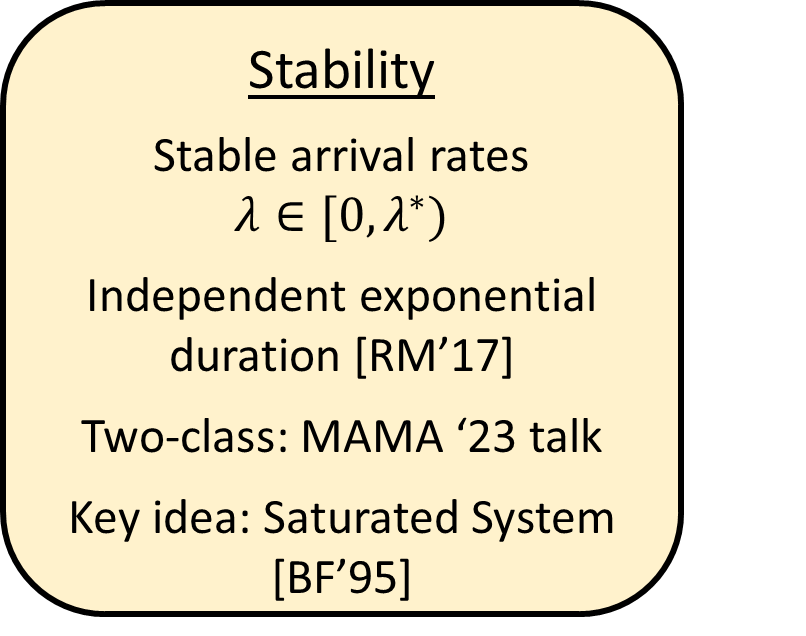 Stability
Stable arrival rates
λ ∈ [0, λ*)
Independent exponential
duration [RM’17]
Two-class: MAMA ‘23 talk
Key idea: Saturated System
[BF’95]